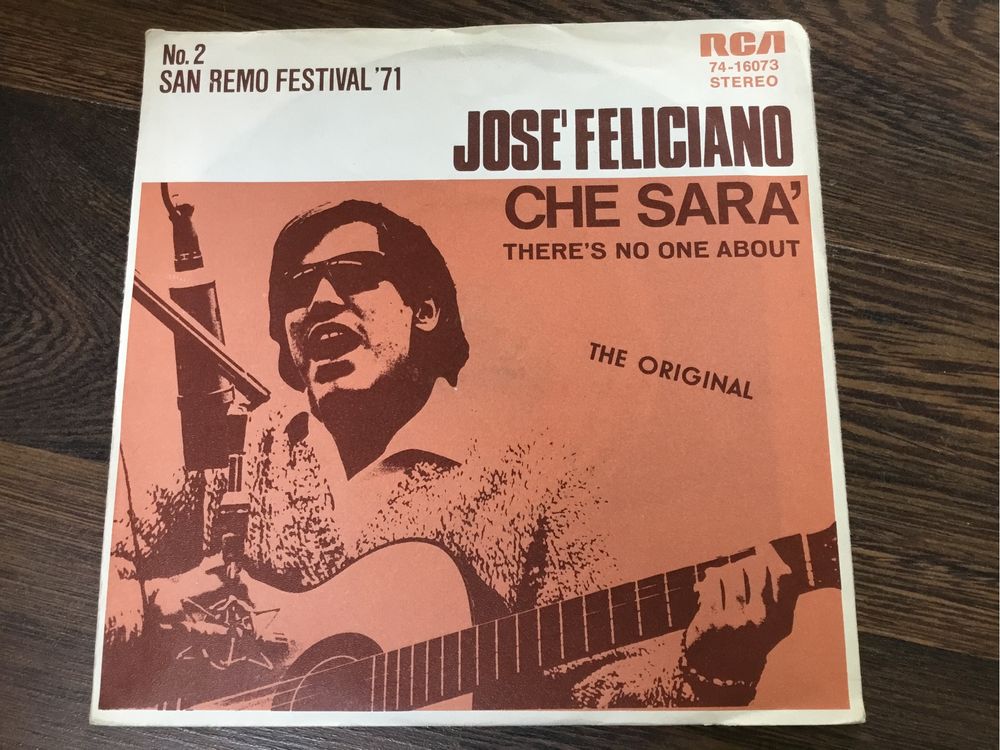 No. 2
SAN REMO FESTIVAL '71
RCA
74-16073
STEREO
JOSE' FELICIANO
CHE SARA'
THERE'S NO ONE ABOUT
THE ORIGINAL